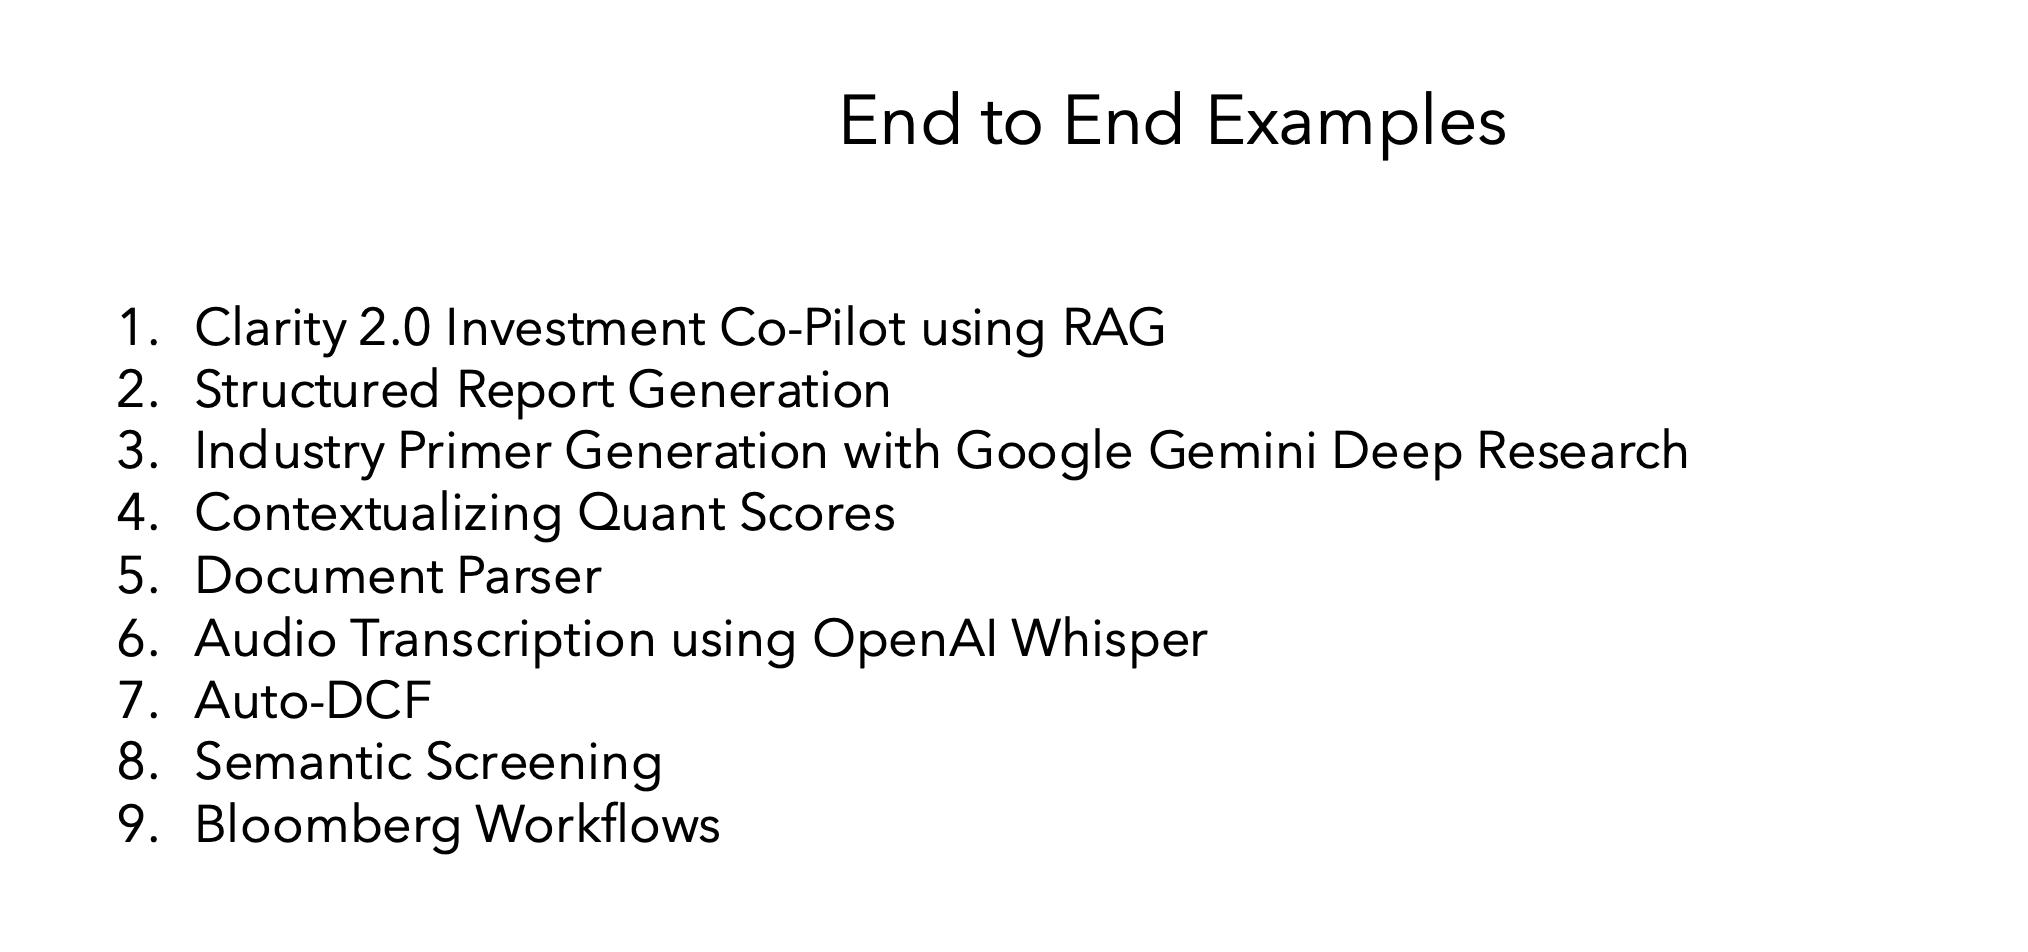 End to End Examples
1. Clarity 2.0 Investment Co-Pilot using RAG
2. Structured Report Generation
3. Industry Primer Generation with Google Gemini Deep Research
4. Contextualizing Quant Scores
5. Document Parser
6. Audio Transcription using OpenAI Whisper
7. Auto-DCF
8. Semantic Screening
9. Bloomberg Workflows